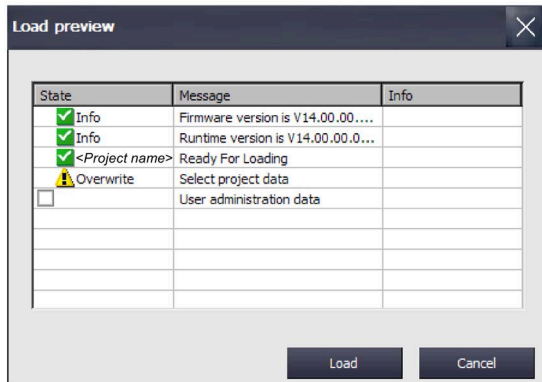 Load preview
State Message Info
Info Firmware version is V14.00.00....
Info Runtime version is V14.00.00.0...
<Project name> Ready For Loading
Overwrite Select project data
User administration data
Load Cancel